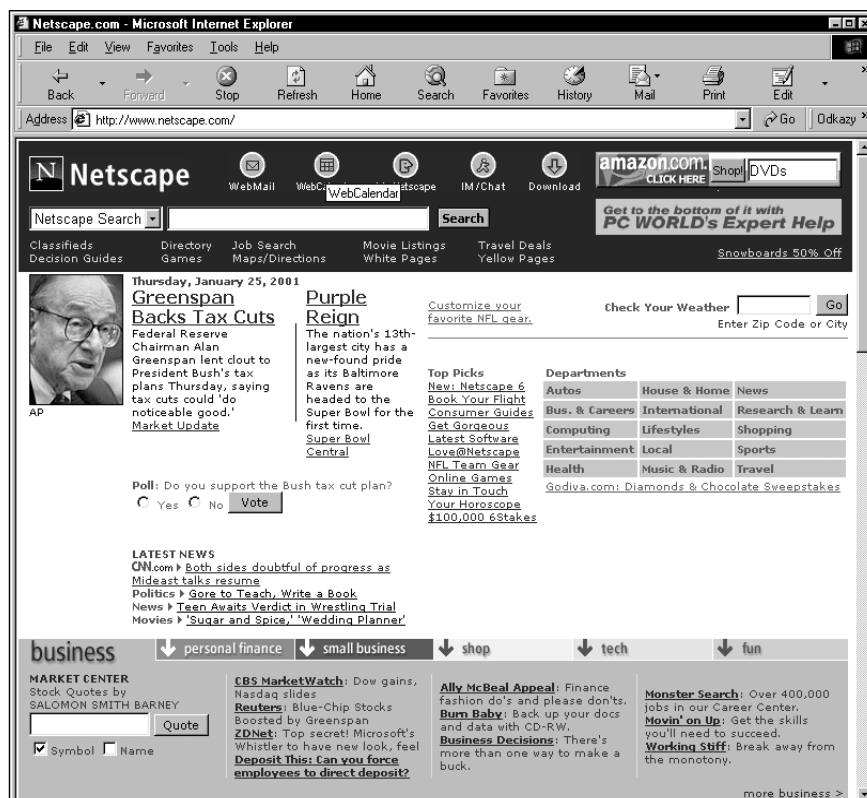 Netscape.com - Microsoft Internet Explorer
File Edit View Favorites Tools Help
Back Forward Stop Refresh Home Search Favorites History Mail Print Edit
Address http://www.netscape.com/ Go Odkazy
N Netscape
WebMail WebCalendar Netscape IM/Chat Download
WebCalendar
amazon.com.
CLICK HERE Shop! DVDs
Netscape Search Search
Get to the bottom of it with
PC WORLD's Expert Help
Classifieds Directory Job Search Movie Listings Travel Deals
Decision Guides Games Maps/Directions White Pages Yellow Pages
Snowboards 50% Off
Thursday, January 25, 2001
Greenspan
Backs Tax Cuts
Federal Reserve
Chairman Alan
Greenspan lent clout to
President Bush's tax
plans Thursday, saying
tax cuts could 'do
noticeable good.'
Market Update
AP
Purple
Reign
The nation's 13th-
largest city has a
new-found pride
as its Baltimore
Ravens are
headed to the
Super Bowl for the
first time.
Super Bowl
Central
Customize your
favorite NFL gear.
Check Your Weather Go
Enter Zip Code or City
Top Picks
New: Netscape 6
Book Your Flight
Consumer Guides
Get Gorgeous
Latest Software
Love@Netscape
NFL Team Gear
Online Games
Stay in Touch
Your Horoscope
$100,000 6Stakes
Departments
Autos House & Home News
Bus. & Careers International Research & Learn
Computing Lifestyles Shopping
Entertainment Local Sports
Health Music & Radio Travel
Godiva.com: Diamonds & Chocolate Sweepstakes
Poll: Do you support the Bush tax cut plan?
Yes No Vote
LATEST NEWS
CNN.com Both sides doubtful of progress as
Mideast talks resume
Politics Gore to Teach, Write a Book
News Teen Awaits Verdict in Wrestling Trial
Movies 'Sugar and Spice,' 'Wedding Planner'
business personal finance small business shop tech fun
MARKET CENTER
Stock Quotes by
SALOMON SMITH BARNEY
Quote
Symbol Name
CBS MarketWatch: Dow gains,
Nasdaq slides
Reuters: Blue-Chip Stocks
Boosted by Greenspan
ZDNet: Top secret! Microsoft's
Whistler to have new look, feel
Deposit This: Can you force
employees to direct deposit?
Ally McBeal Appeal: Finance
fashion do's and please don'ts.
Burn Baby: Back up your docs
and data with CD-RW.
Business Decisions: There's
more than one way to make a
buck.
Monster Search: Over 400,000
jobs in our Career Center.
Movin' on Up: Get the skills
you'll need to succeed.
Working Stiff: Break away from
the monotony.
more business >